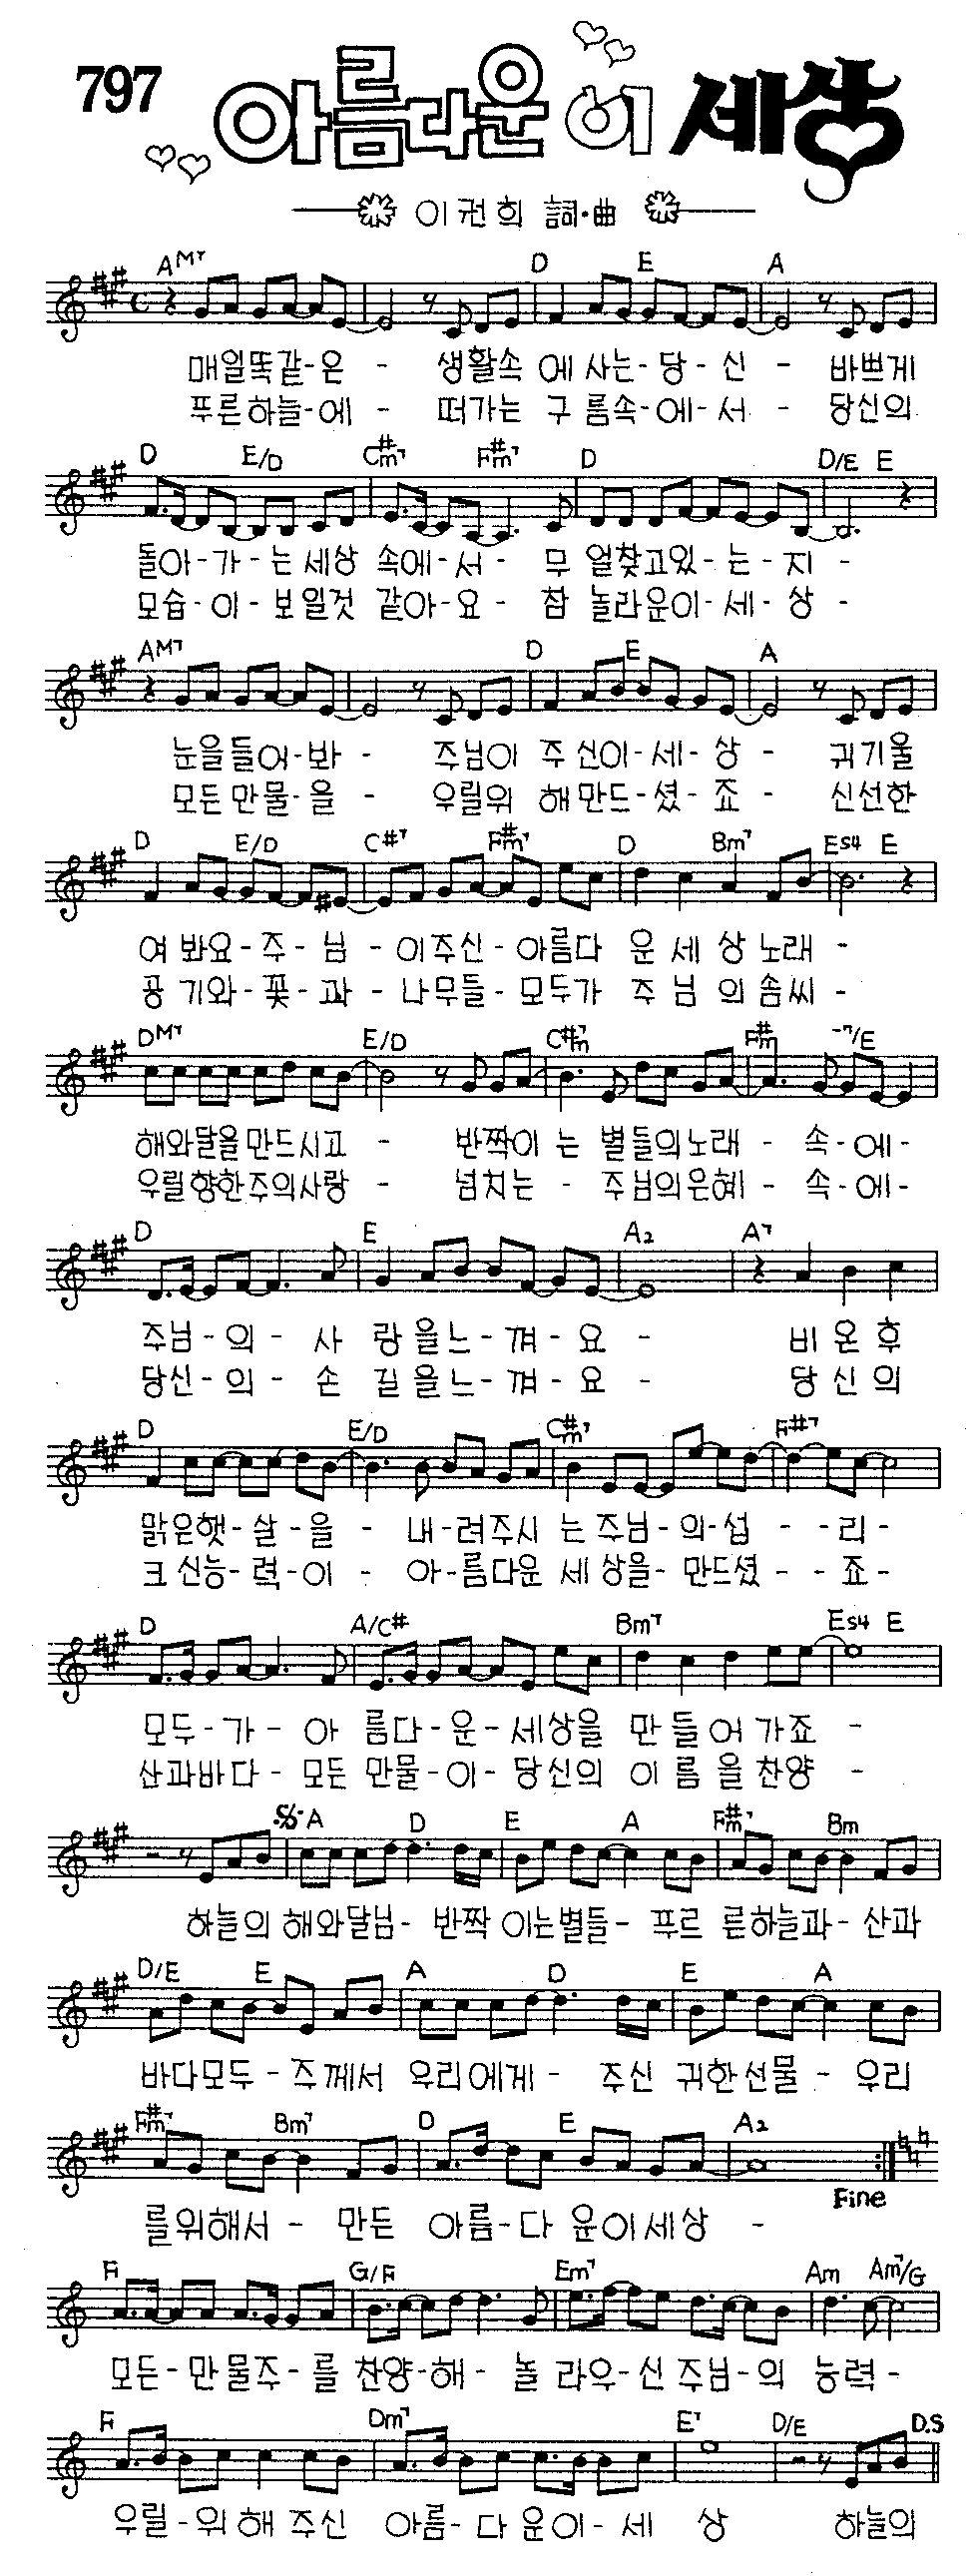 797
아름다운 이 세상
이권희 詞·曲
AM7 D E A
매일똑같-은 - 생활속 에 사는-당-신 - 바쁘게
푸른하늘-에 - 떠가는 구 름속-에-서 - 당신의
D E/D C#m7 F#m7 D D/E E
돌아-가-는 세상 속에-서- 무 얼찾고있-는-지 -
모습-이-보일것 같아-요- 참 놀라운이-세-상 -
AM7 D E A
눈을들어-봐 - 주님이 주 신이-세-상 - 귀기울
모든만물-을 - 우릴위 해만드-셨-죠 - 신선한
D E/D C#7 F#m7 D Bm7 Es4 E
여 봐요-주-님 -이주신-아름다 운 세 상 노래 -
공 기와-꽃-과 -나무들-모두가 주 님 의 솜씨 -
DM7 E/D C#m7 F#m -7/E
해와달을만드시고 - 반짝이 는 별들의노래 - 속-에-
우릴향한주의사랑 - 넘치는 - 주님의은혜 - 속-에-
D E A2 A7
주님-의- 사 랑을느-껴-요 - 비 온 후
당신-의- 손 길을느-껴-요 - 당 신 의
D E/D C#m7 F#7
맑은햇-살-을 - 내-려주시 는 주님-의-섭 - -리-
크 신능-력-이 - 아-름다운 세 상을-만드셨 - -죠-
D A/C# Bm7 Es4 E
모두-가- 아 름다-운-세상을 만 들 어 가죠 -
산과바다- 모든 만물-이-당신의 이 름 을 찬양 -
A D E A F#m7 Bm
하늘의 해와달님- 반짝 이는별들- 푸르 른하늘과-산과
D/E E A D E A
바다모두-주께서 우리에게- 주신 귀한선물- 우리
F#m7 Bm7 D E A2
를위해서 - 만든 아름-다 운이세상 -
Fine
F G/F Em7 Am Am7/G
모든-만물주-를 찬양-해- 놀 라우-신주님-의 능력-
F Dm7 E7 D/E D.S
우릴-위해 주신 아름-다 운이-세 상 하늘의